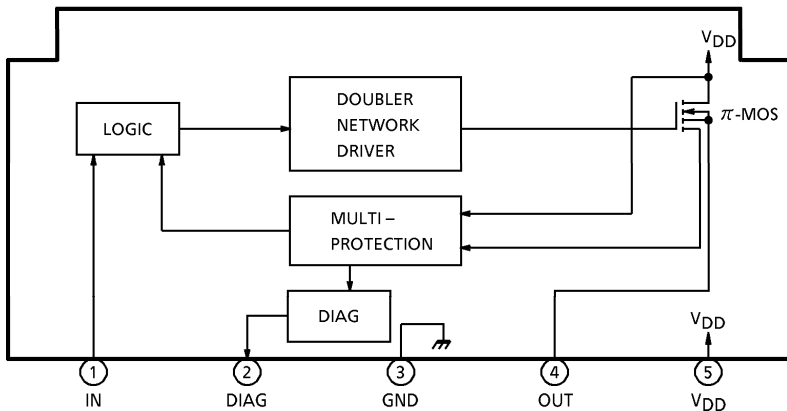 VDD
DOUBLER
NETWORK
DRIVER
LOGIC
π-MOS
MULTI –
PROTECTION
DIAG
VDD
1 2 3 4 5
IN DIAG GND OUT VDD